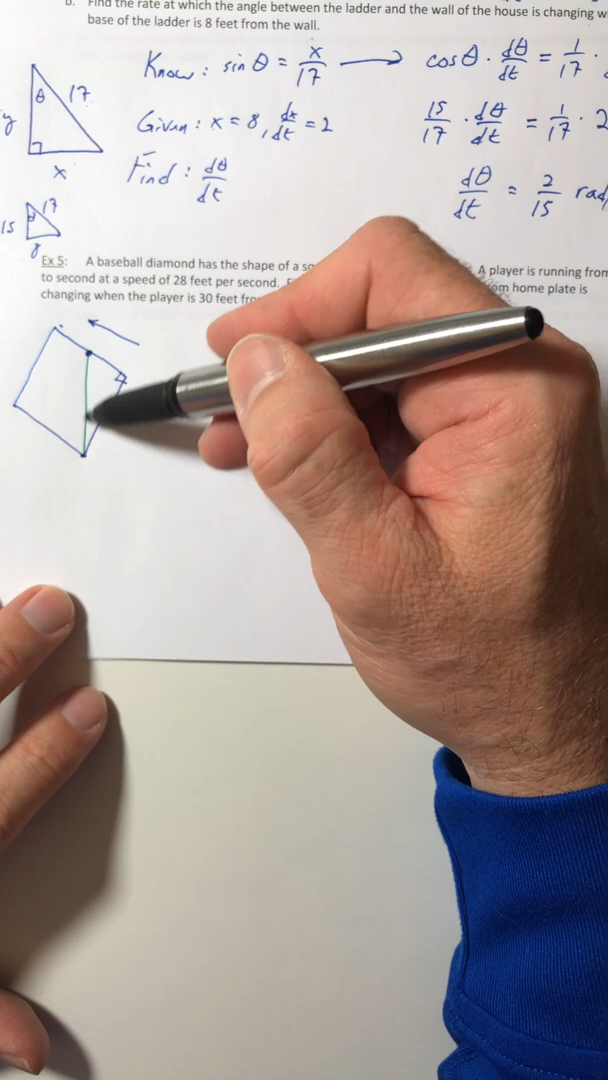 b. Find the rate at which the angle between the ladder and the wall of the house is changing
base of the ladder is 8 feet from the wall.
Know: sin θ = x/17 → cos θ · dθ/dt = 1/17 ·
θ 17
y
x
Given: x = 8, dx/dt = 2
15/17 · dθ/dt = 1/17 · 2
Find: dθ/dt
dθ/dt = 2/15 rad/
15 17
8
Ex 5: A baseball diamond has the shape of a A player is running from
to second at a speed of 28 feet per second. home plate is
changing when the player is 30 feet